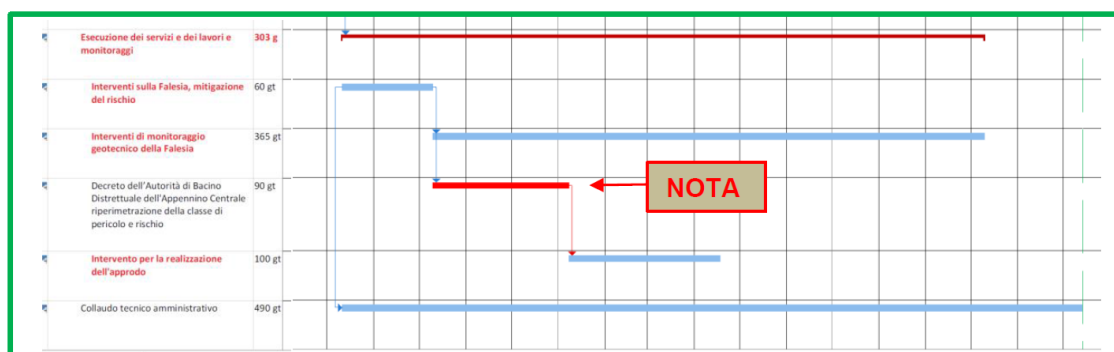 Esecuzione dei servizi e dei lavori e 303 g
monitoraggi
Interventi sulla Falesia, mitigazione 60 gt
del rischio
Interventi di monitoraggio 365 gt
geotecnico della Falesia
Decreto dell'Autorità di Bacino 90 gt
Distrettuale dell'Appennino Centrale
riperimetrazione della classe di
pericolo e rischio
NOTA
Intervento per la realizzazione 100 gt
dell'approdo
Collaudo tecnico amministrativo 490 gt